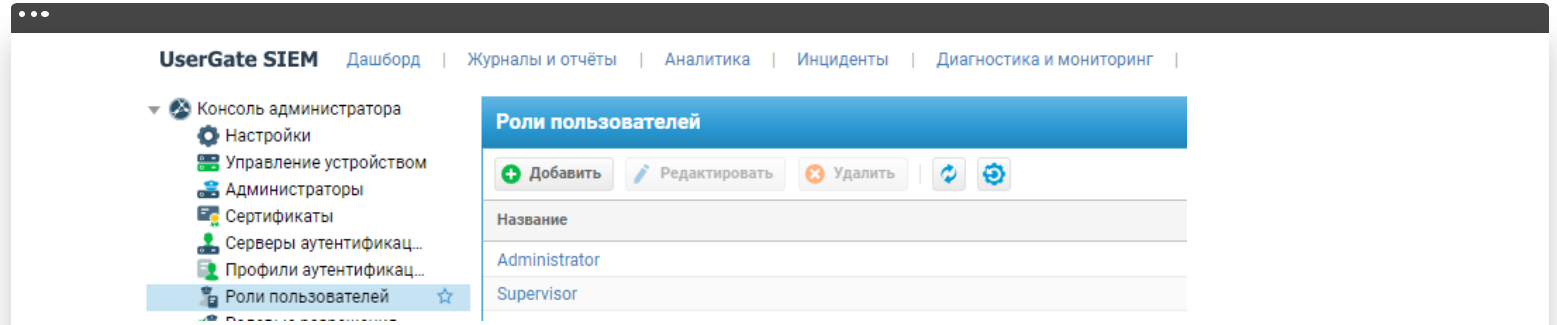 UserGate SIEM Дашборд | Журналы и отчёты | Аналитика | Инциденты | Диагностика и мониторинг |
Консоль администратора
Настройки
Управление устройством
Администраторы
Сертификаты
Серверы аутентификац...
Профили аутентификац...
Роли пользователей
Роли пользователей
Добавить Редактировать Удалить
Название
Administrator
Supervisor